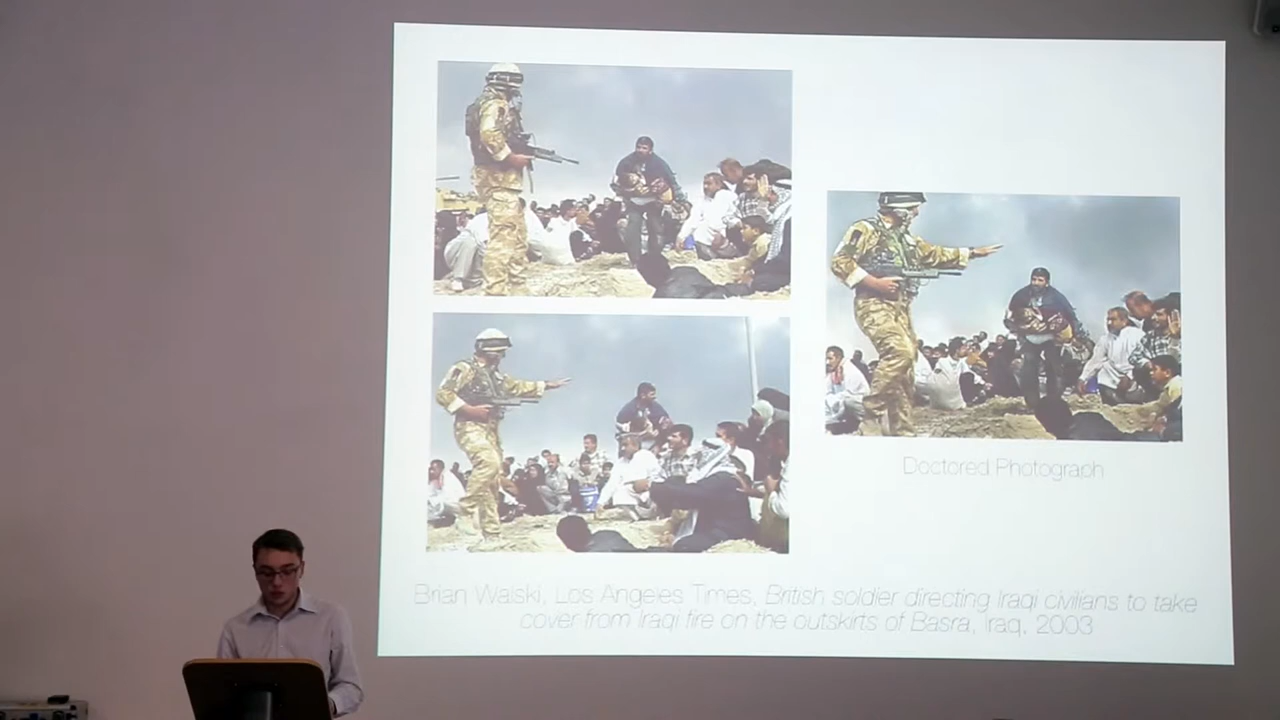 Doctored Photograph
Brian Walski, Los Angeles Times, British soldier directing Iraqi civilians to take
cover from Iraqi fire on the outskirts of Basra, Iraq, 2003